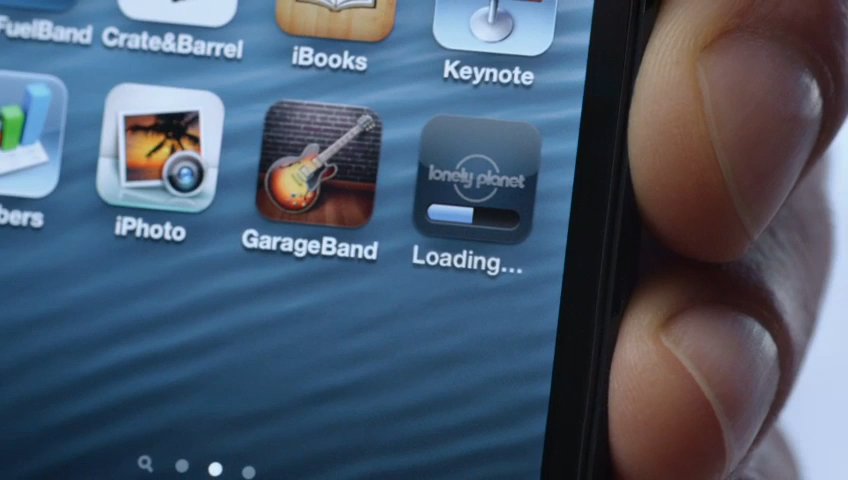 FuelBand
Crate&Barrel
iBooks
Keynote
lonely planet
iPhoto
GarageBand
Loading...